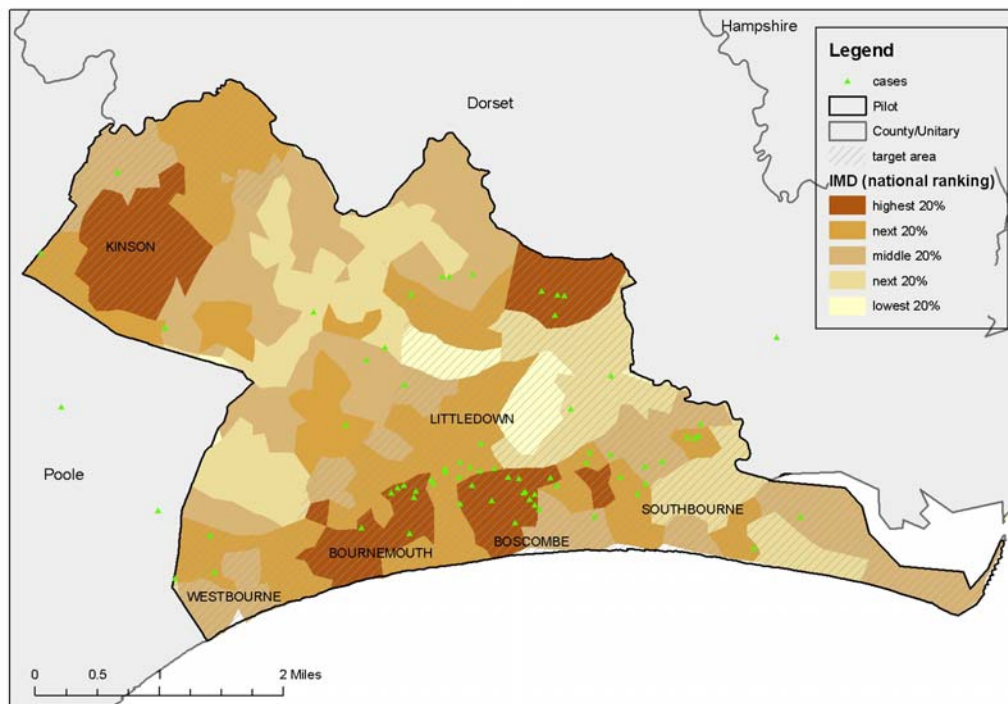 Hampshire
Dorset
Legend
cases
Pilot
County/Unitary
target area
IMD (national ranking)
highest 20%
next 20%
middle 20%
next 20%
lowest 20%
KINSON
LITTLEDOWN
Poole
SOUTHBOURNE
BOSCOMBE
BOURNEMOUTH
WESTBOURNE
0 0.5 1 2 Miles